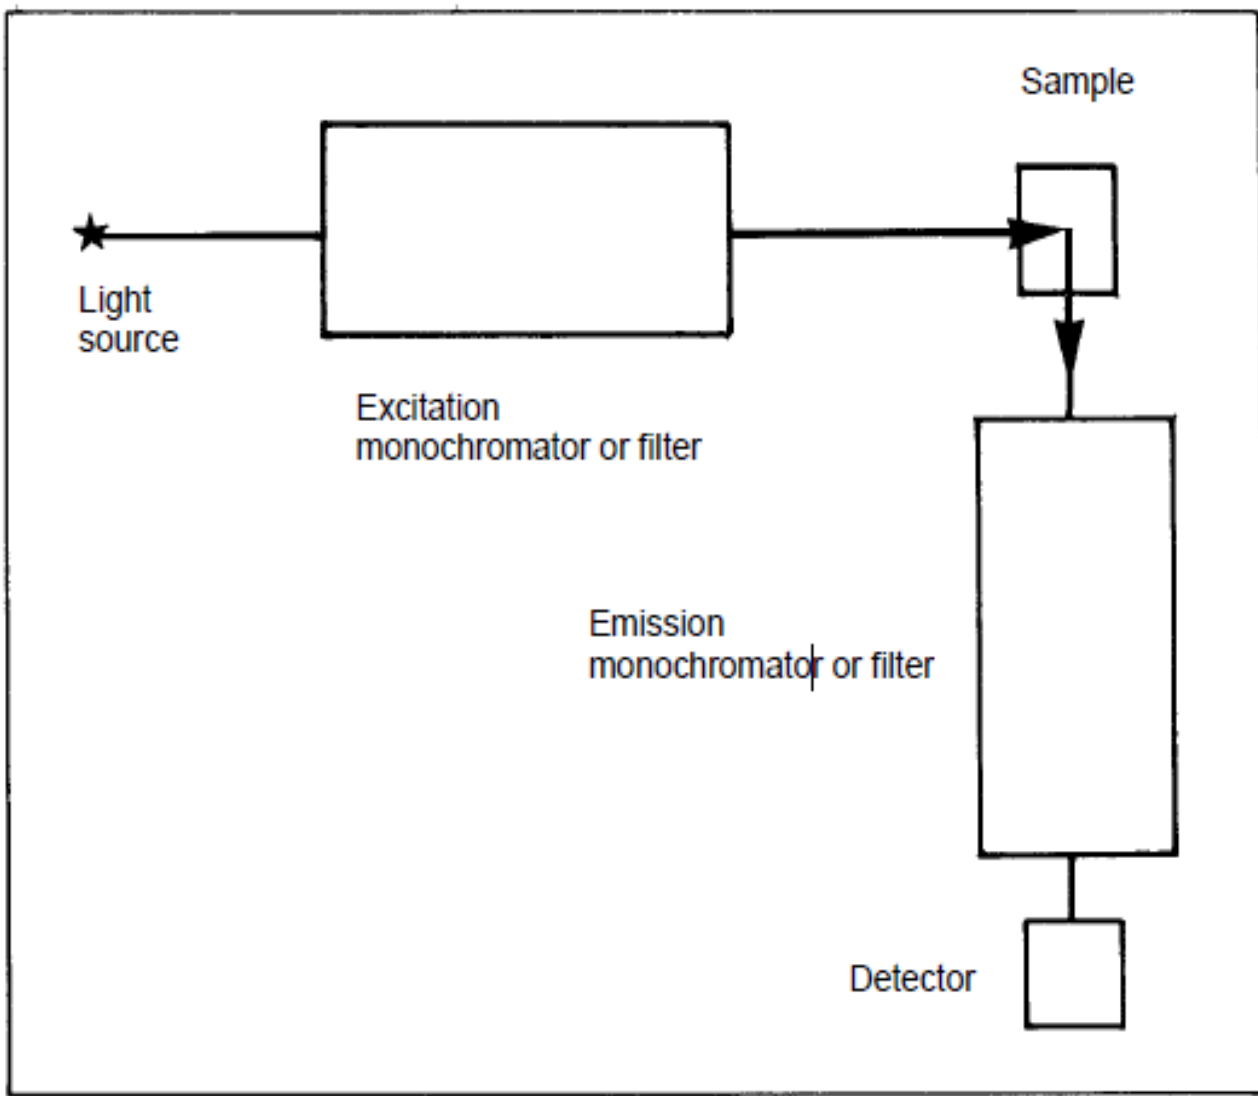 Sample
Light
source
Excitation
monochromator or filter
Emission
monochromator or filter
Detector